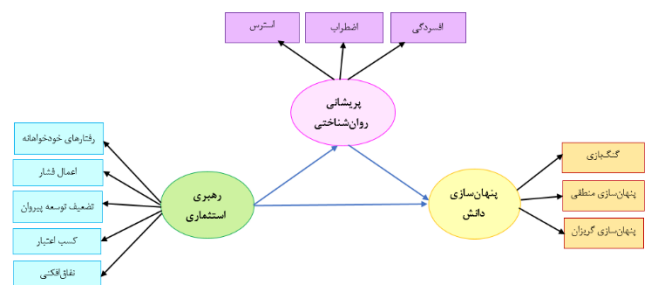 استرس
اضطراب
افسردگی
پریشانی
روان‌شناختی
رفتارهای خودخواهانه
اعمال فشار
تضعیف توسعه پیروان
کسب اعتبار
نفاق‌افکنی
رهبری
استثماری
پنهان‌سازی
دانش
گنگ‌بازی
پنهان‌سازی منطقی
پنهان‌سازی گریزان